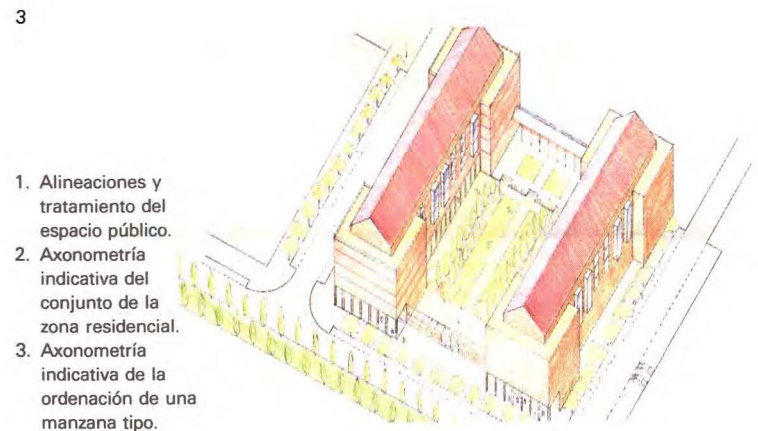 3
1. Alineaciones y
tratamiento del
espacio público.
2. Axonometría
indicativa del
conjunto de la
zona residencial.
3. Axonometría
indicativa de la
ordenación de una
manzana tipo.